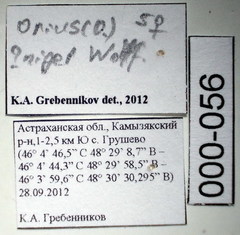 Orius(O.) 5♀
?niger Wolff.
K.A. Grebennikov det., 2012
Астраханская обл., Камызякский
р-н,1-2,5 км Ю с. Грушево
(46° 4' 46,5” С 48° 29' 8,7” В –
46° 4' 44,3” С 48° 29' 58,5” В –
46° 3' 59,6” С 48° 30' 30,295” В)
28.09.2012
К.А. Гребенников
000-056